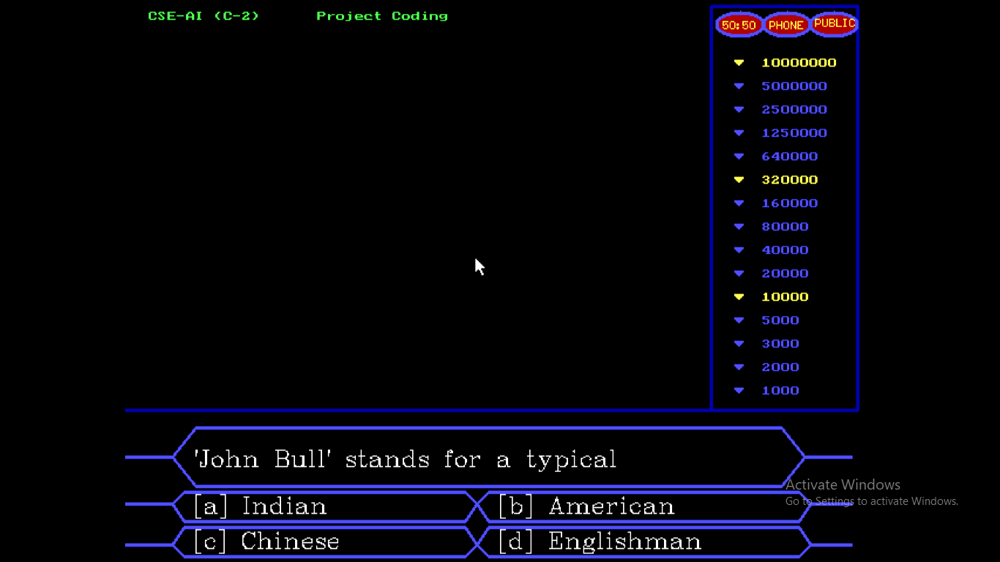 CSE-AI (C-2) Project Coding
50:50 PHONE PUBLIC
10000000
5000000
2500000
1250000
640000
320000
160000
80000
40000
20000
10000
5000
3000
2000
1000
'John Bull' stands for a typical
[a] Indian [b] American
[c] Chinese [d] Englishman
Activate Windows
Go to Settings to activate Windows.